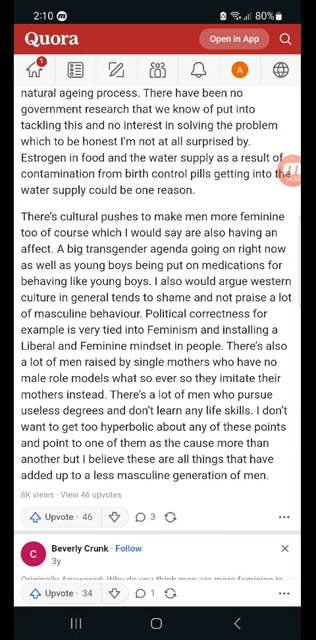 2:10
80%
Quora
Open in App
1
A
natural ageing process. There have been no
government research that we know of put into
tackling this and no interest in solving the problem
which to be honest I'm not at all surprised by.
Estrogen in food and the water supply as a result of
contamination from birth control pills getting into the
water supply could be one reason.
There's cultural pushes to make men more feminine
too of course which I would say are also having an
affect. A big transgender agenda going on right now
as well as young boys being put on medications for
behaving like young boys. I also would argue western
culture in general tends to shame and not praise a lot
of masculine behaviour. Political correctness for
example is very tied into Feminism and installing a
Liberal and Feminine mindset in people. There's also
a lot of men raised by single mothers who have no
male role models what so ever so they imitate their
mothers instead. There's a lot of men who pursue
useless degrees and don't learn any life skills. I don't
want to get too hyperbolic about any of these points
and point to one of them as the cause more than
another but I believe these are all things that have
added up to a less masculine generation of men.
8K views · View 46 upvotes
Upvote · 46
3
C
Beverly Crunk · Follow
3y
Originally Answered: Why do you think men are more feminine in
Upvote · 34
1